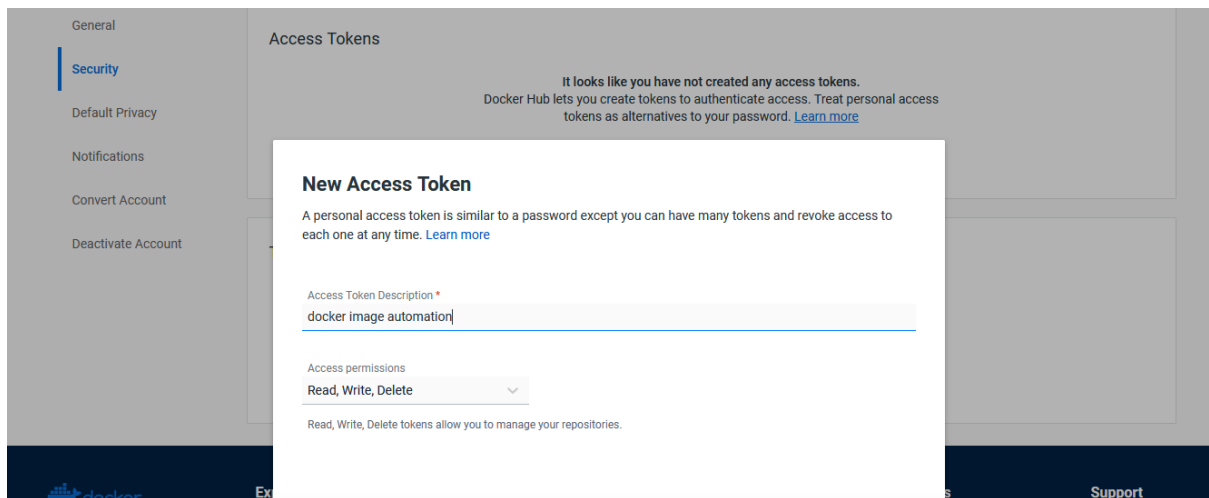 General
Security
Default Privacy
Notifications
Convert Account
Deactivate Account
Access Tokens
It looks like you have not created any access tokens.
Docker Hub lets you create tokens to authenticate access. Treat personal access
tokens as alternatives to your password. Learn more
New Access Token
A personal access token is similar to a password except you can have many tokens and revoke access to
each one at any time. Learn more
Access Token Description *
docker image automation
Access permissions
Read, Write, Delete
Read, Write, Delete tokens allow you to manage your repositories.
docker
Ex
s
Support